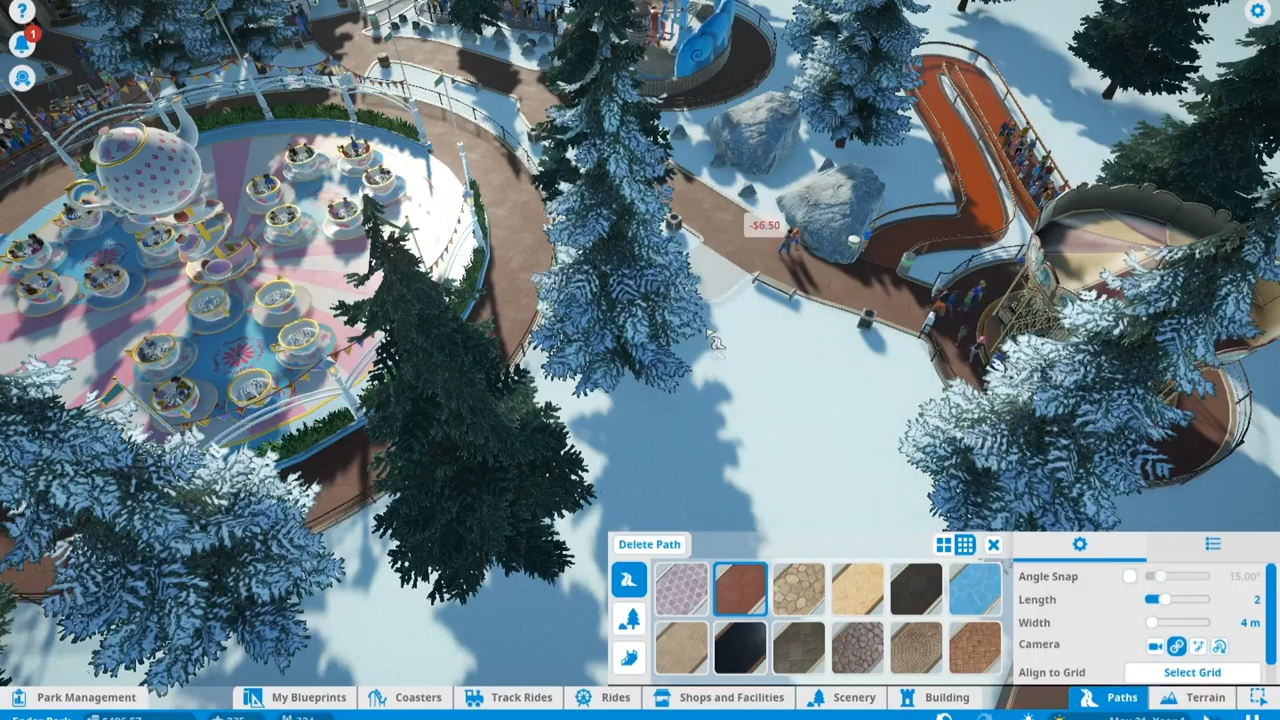 ?
1
-$6.50
Delete Path
Angle Snap 15.00°
Length 2
Width 4 m
Camera
Align to Grid Select Grid
Park Management My Blueprints Coasters Track Rides Rides Shops and Facilities Scenery Building Paths Terrain